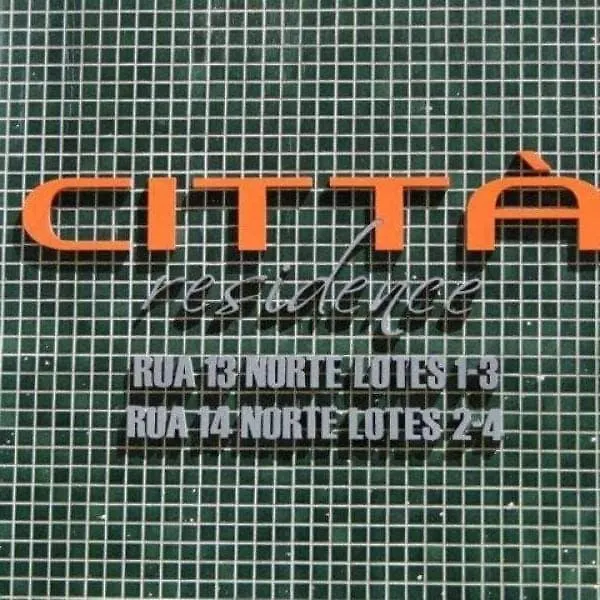 CITTÀ
residence
RUA 13 NORTE LOTES 1-3
RUA 14 NORTE LOTES 2-4